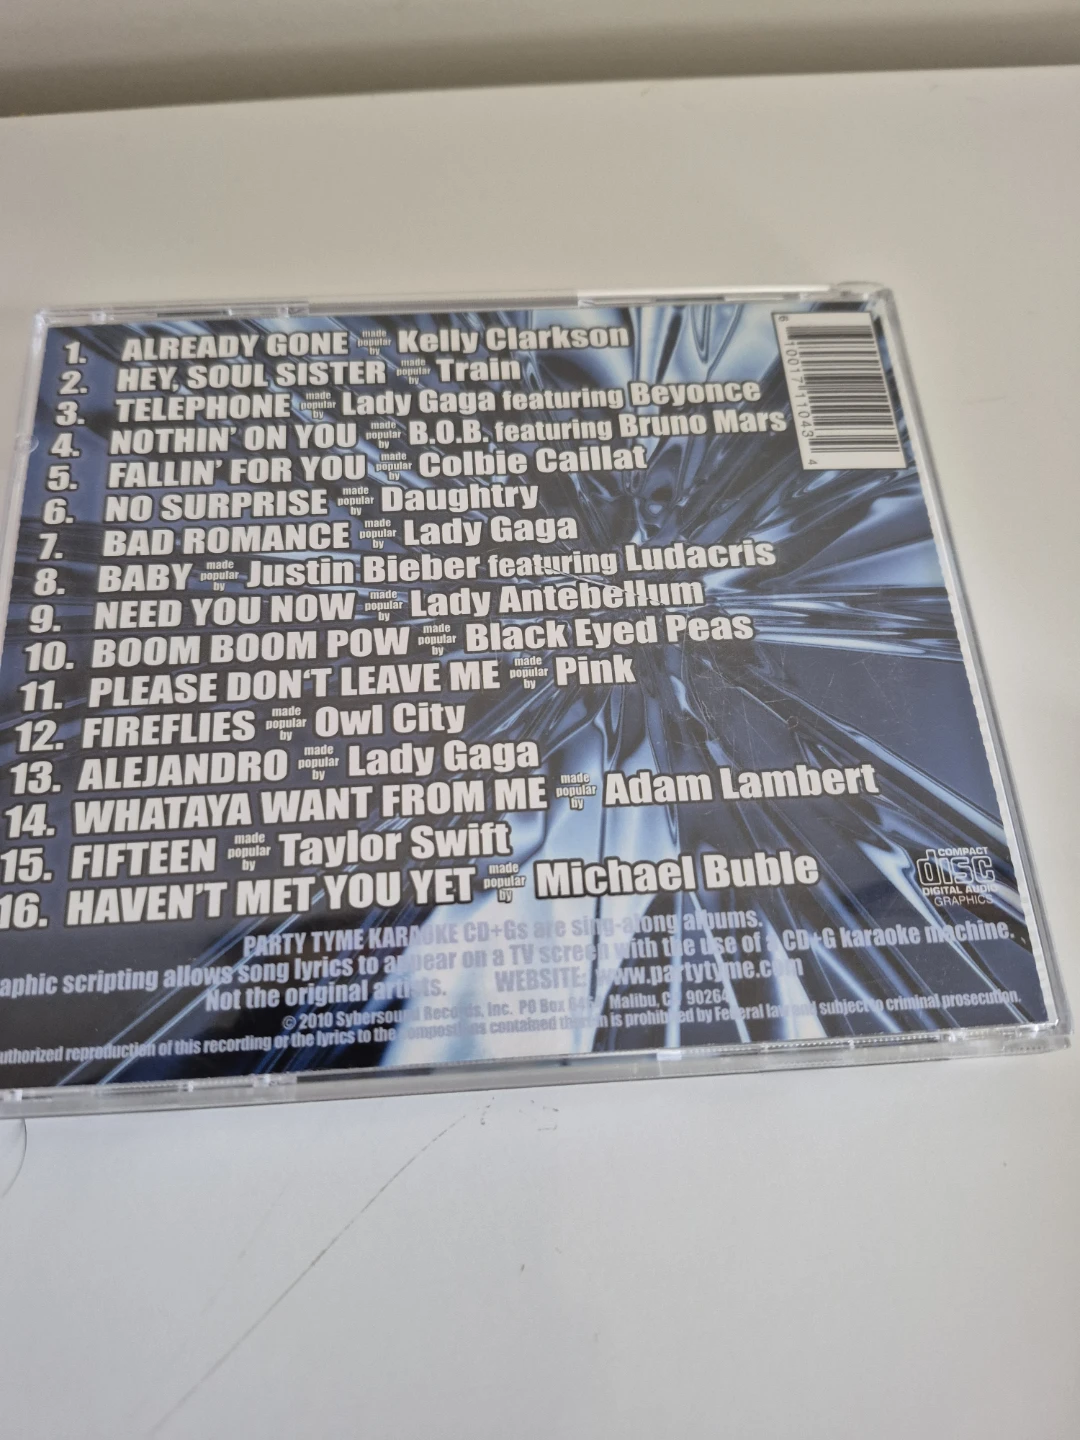 1. ALREADY GONE made popular by Kelly Clarkson
2. HEY, SOUL SISTER made popular by Train
3. TELEPHONE made popular by Lady Gaga featuring Beyonce
4. NOTHIN' ON YOU made popular by B.O.B. featuring Bruno Mars
5. FALLIN' FOR YOU made popular by Colbie Caillat
6. NO SURPRISE made popular by Daughtry
7. BAD ROMANCE made popular by Lady Gaga
8. BABY made popular by Justin Bieber featuring Ludacris
9. NEED YOU NOW made popular by Lady Antebellum
10. BOOM BOOM POW made popular by Black Eyed Peas
11. PLEASE DON'T LEAVE ME made popular by Pink
12. FIREFLIES made popular by Owl City
13. ALEJANDRO made popular by Lady Gaga
14. WHATAYA WANT FROM ME made popular by Adam Lambert
15. FIFTEEN made popular by Taylor Swift
16. HAVEN'T MET YOU YET made popular by Michael Buble
6 10017 11043 4
COMPACT
disc
DIGITAL AUDIO
GRAPHICS
PARTY TYME KARAOKE CD+Gs are sing-along albums.
aphic scripting allows song lyrics to appear on a TV screen with the use of a CD+G karaoke machine.
Not the original artists. WEBSITE: www.partytyme.com
© 2010 Sybersound Records, Inc. PO Box Malibu, CA 90264
uthorized reproduction of this recording or the lyrics to the compositions contained therein is prohibited by Federal law and subject to criminal prosecution.